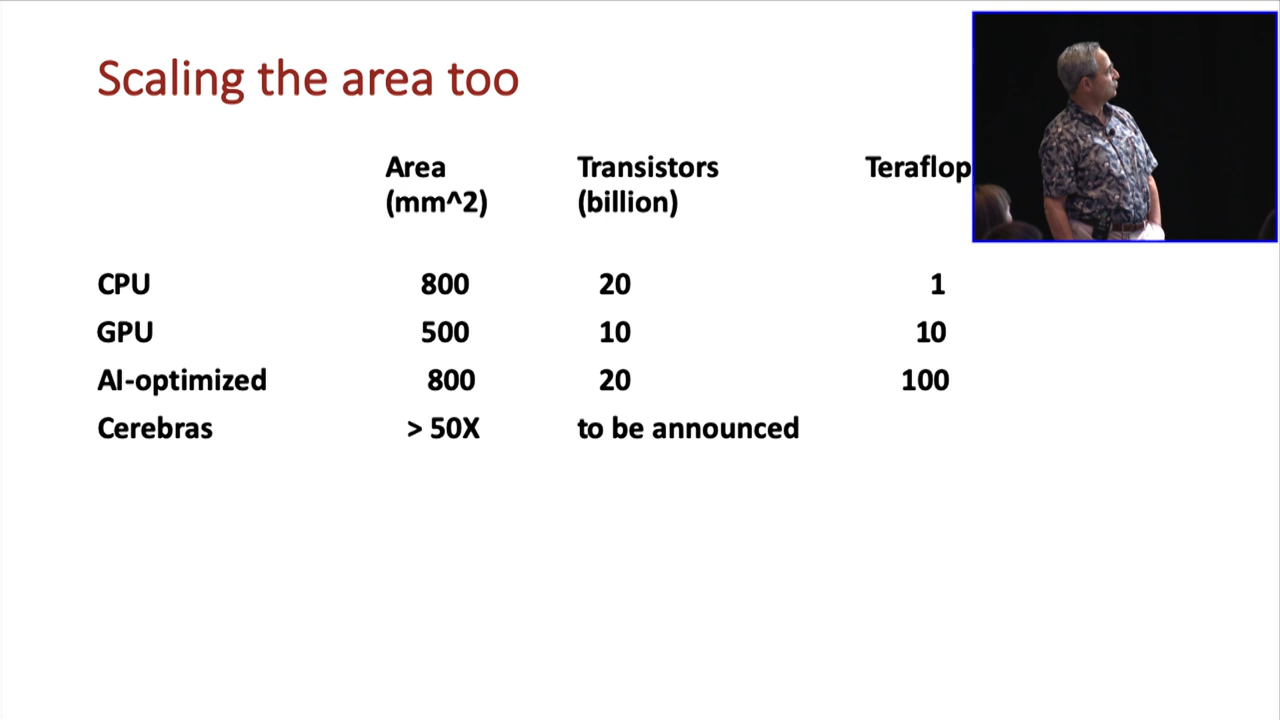 Scaling the area too
Area Transistors Teraflop
(mm^2) (billion)
CPU 800 20 1
GPU 500 10 10
AI-optimized 800 20 100
Cerebras > 50X to be announced